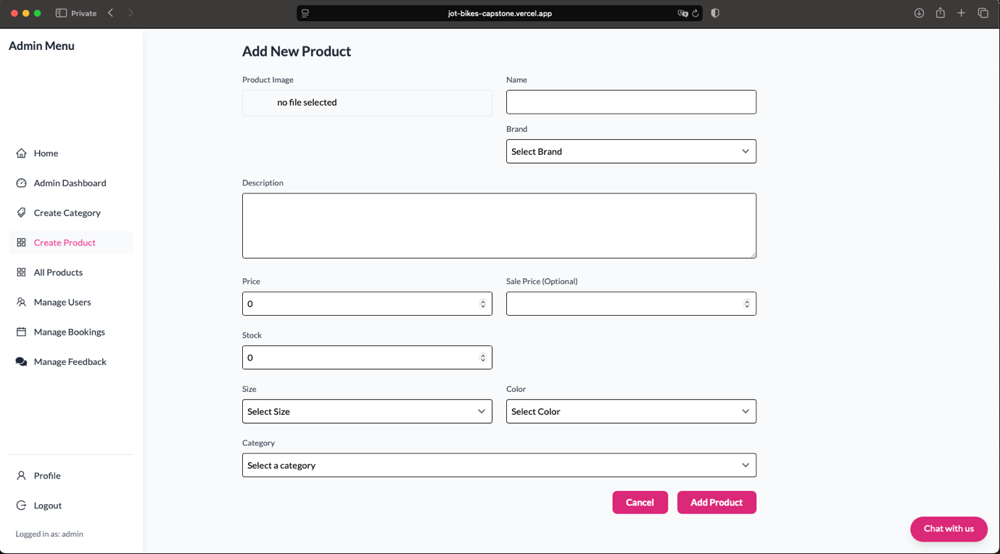 Private
jot-bikes-capstone.vercel.app
Admin Menu
Home
Admin Dashboard
Create Category
Create Product
All Products
Manage Users
Manage Bookings
Manage Feedback
Profile
Logout
Logged in as: admin
Add New Product
Product Image
no file selected
Name
Brand
Select Brand
Description
Price
0
Sale Price (Optional)
Stock
0
Size
Select Size
Color
Select Color
Category
Select a category
Cancel
Add Product
Chat with us